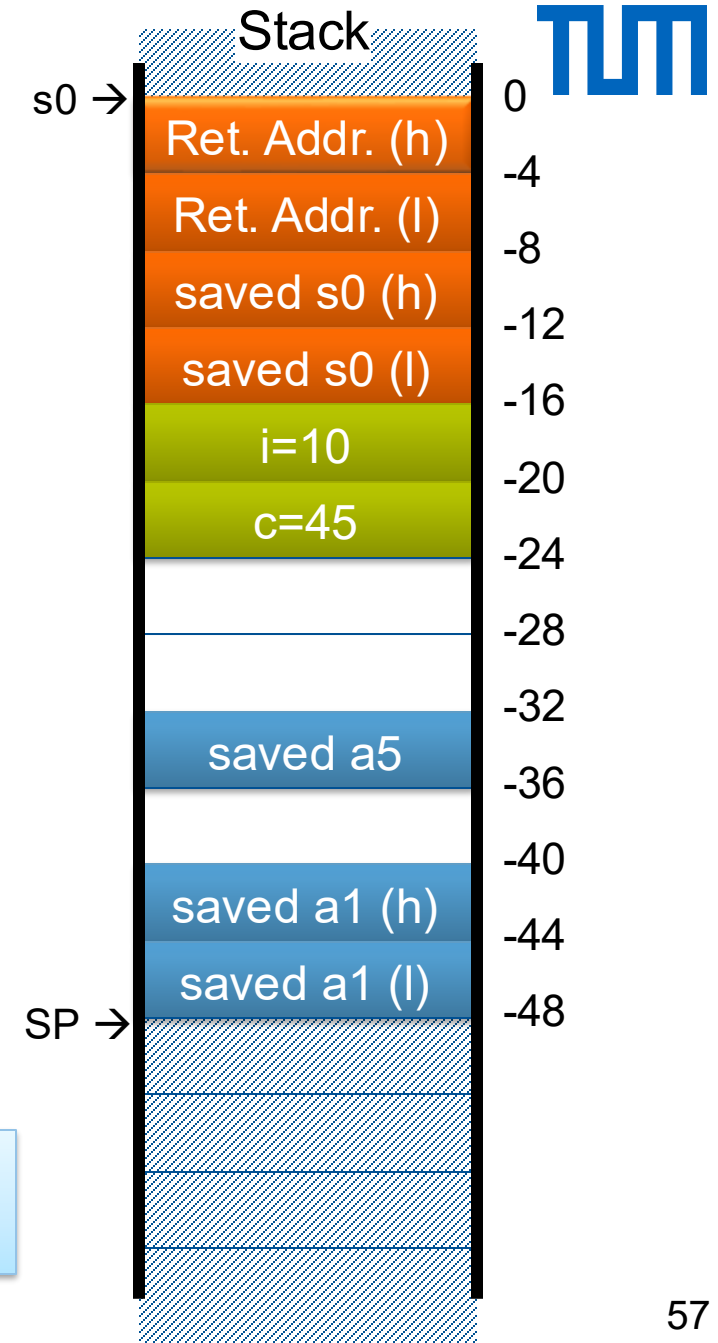 Stack
TUM
s0 →
0
Ret. Addr. (h)
-4
Ret. Addr. (l)
-8
saved s0 (h)
-12
saved s0 (l)
-16
i=10
-20
c=45
-24
-28
-32
saved a5
-36
-40
saved a1 (h)
-44
saved a1 (l)
SP →
-48
57